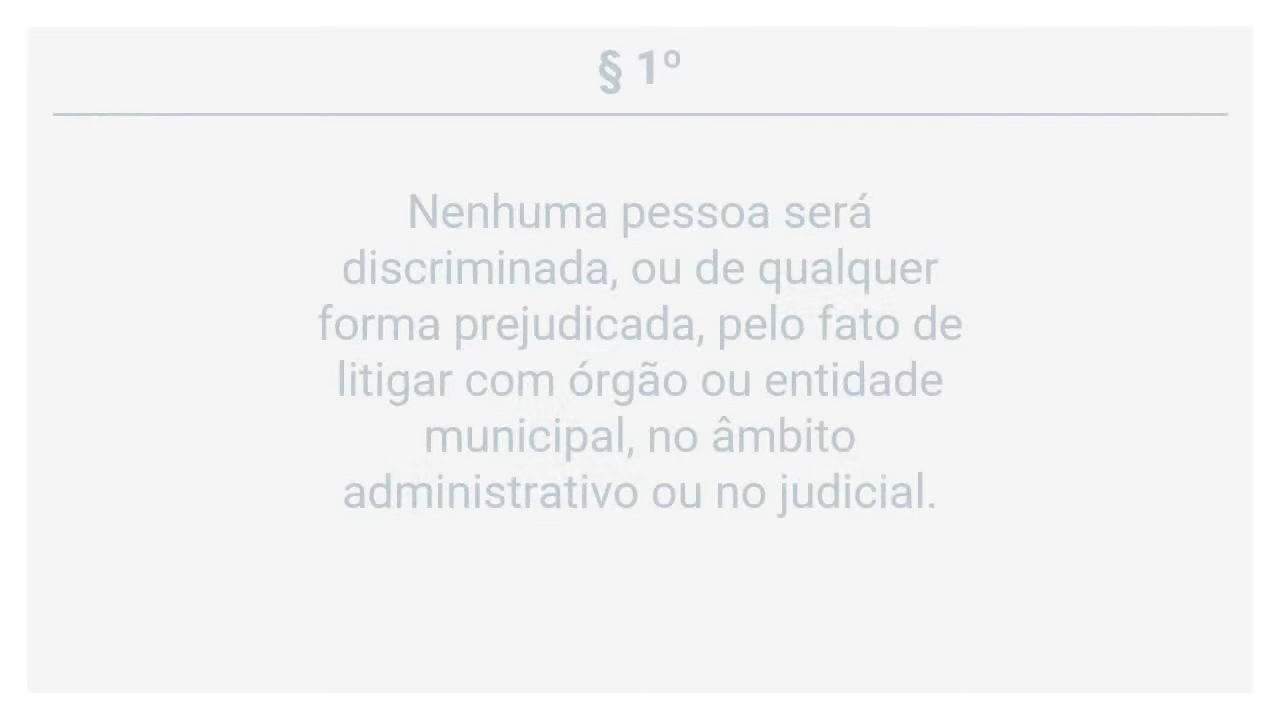 § 1º
Nenhuma pessoa será
discriminada, ou de qualquer
forma prejudicada, pelo fato de
litigar com órgão ou entidade
municipal, no âmbito
administrativo ou no judicial.